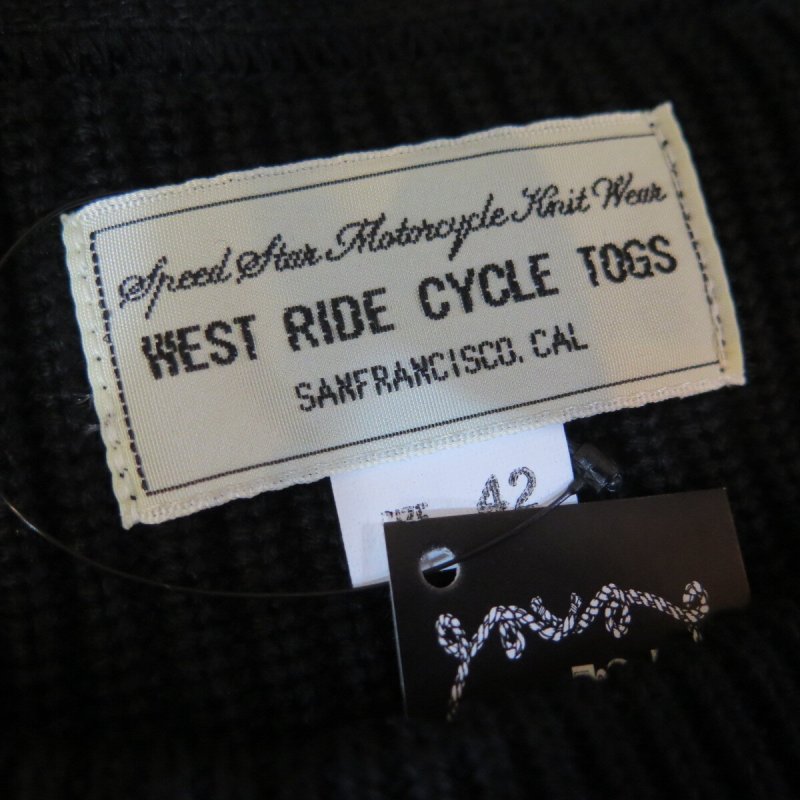 Speed Star Motorcycle Knit Wear
WEST RIDE CYCLE TOGS
SANFRANCISCO. CAL
42